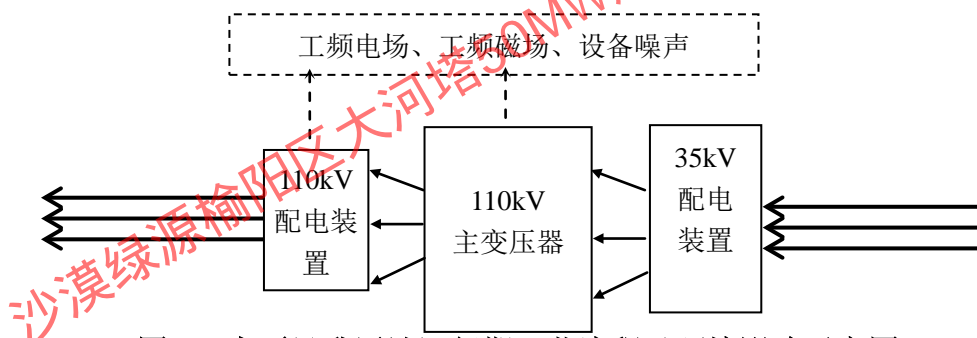 工频电场、工频磁场、设备噪声
110kV
配电装
置
110kV
主变压器
35kV
配电
装置
沙漠绿源榆阳区大河塔50MW